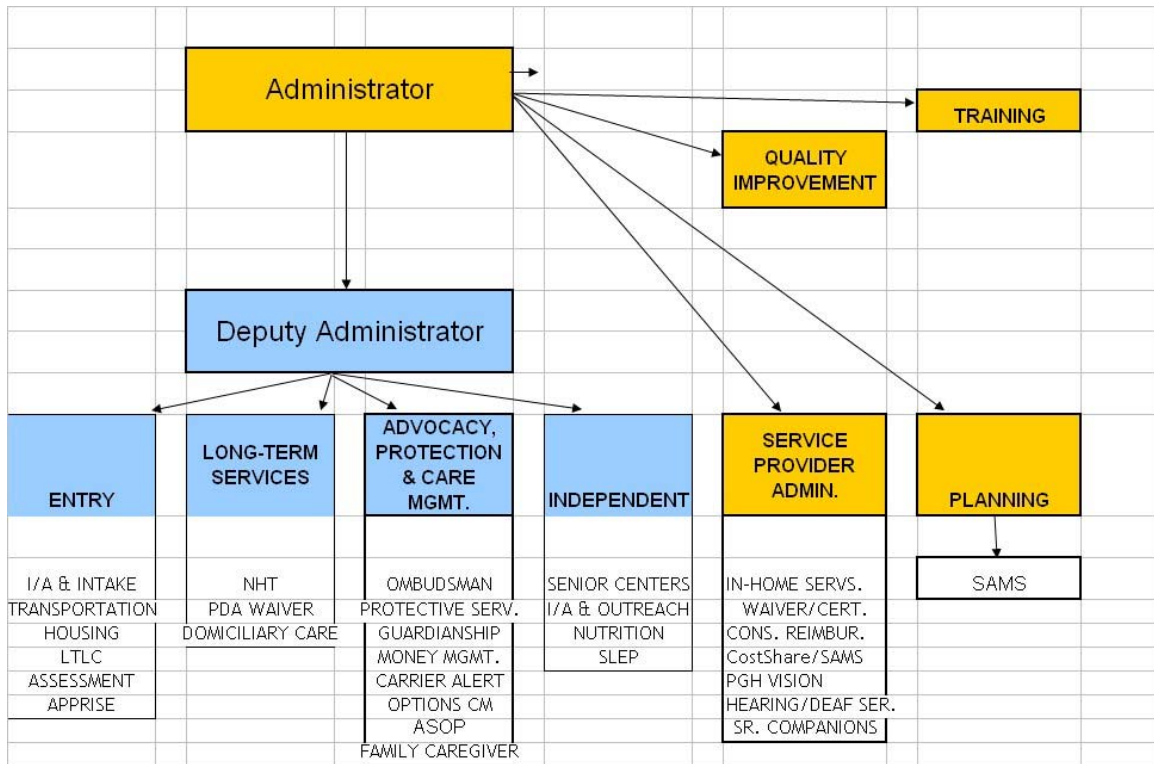 Administrator
TRAINING
QUALITY
IMPROVEMENT
Deputy Administrator
ENTRY
LONG-TERM
SERVICES
ADVOCACY,
PROTECTION
& CARE
MGMT.
INDEPENDENT
SERVICE
PROVIDER
ADMIN.
PLANNING
I/A & INTAKE
TRANSPORTATION
HOUSING
LTLC
ASSESSMENT
APPRISE
NHT
PDA WAIVER
DOMICILIARY CARE
OMBUDSMAN
PROTECTIVE SERV.
GUARDIANSHIP
MONEY MGMT.
CARRIER ALERT
OPTIONS CM
ASOP
FAMILY CAREGIVER
SENIOR CENTERS
I/A & OUTREACH
NUTRITION
SLEP
IN-HOME SERVS.
WAIVER/CERT.
CONS. REIMBUR.
CostShare/SAMS
PGH VISION
HEARING/DEAF SER.
SR. COMPANIONS
SAMS